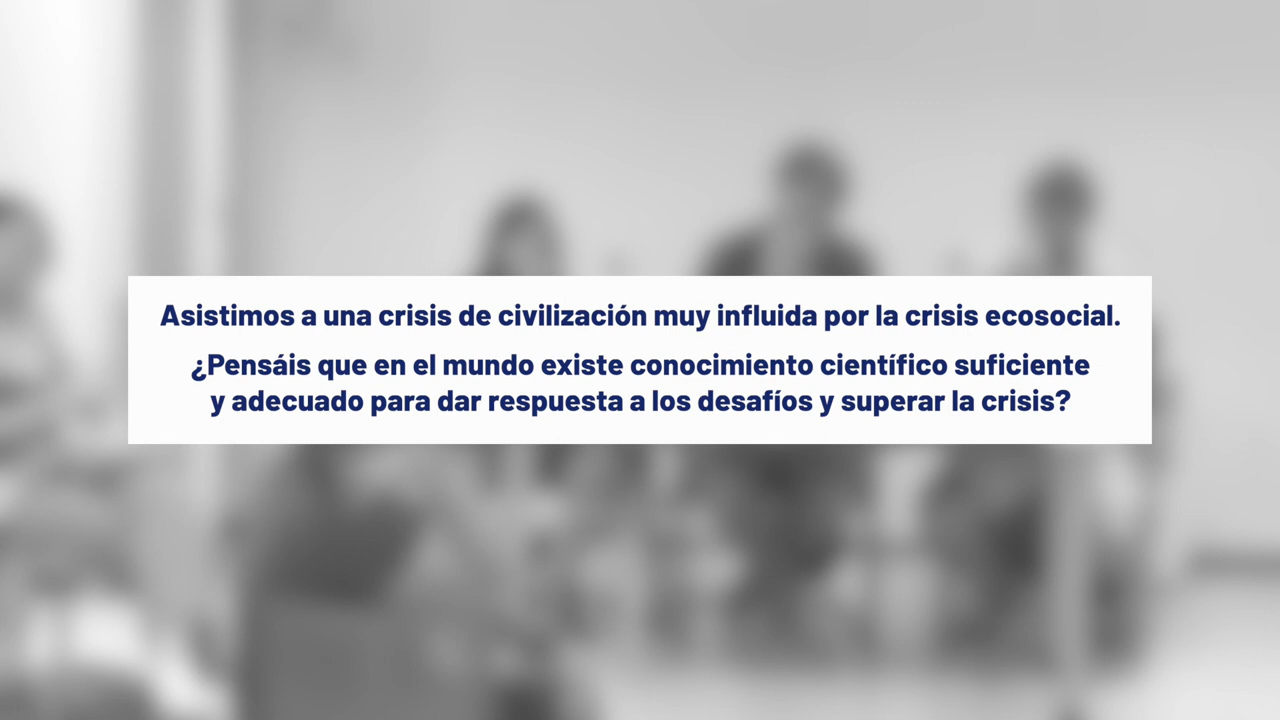 Asistimos a una crisis de civilización muy influida por la crisis ecosocial.
¿Pensáis que en el mundo existe conocimiento científico suficiente
y adecuado para dar respuesta a los desafíos y superar la crisis?